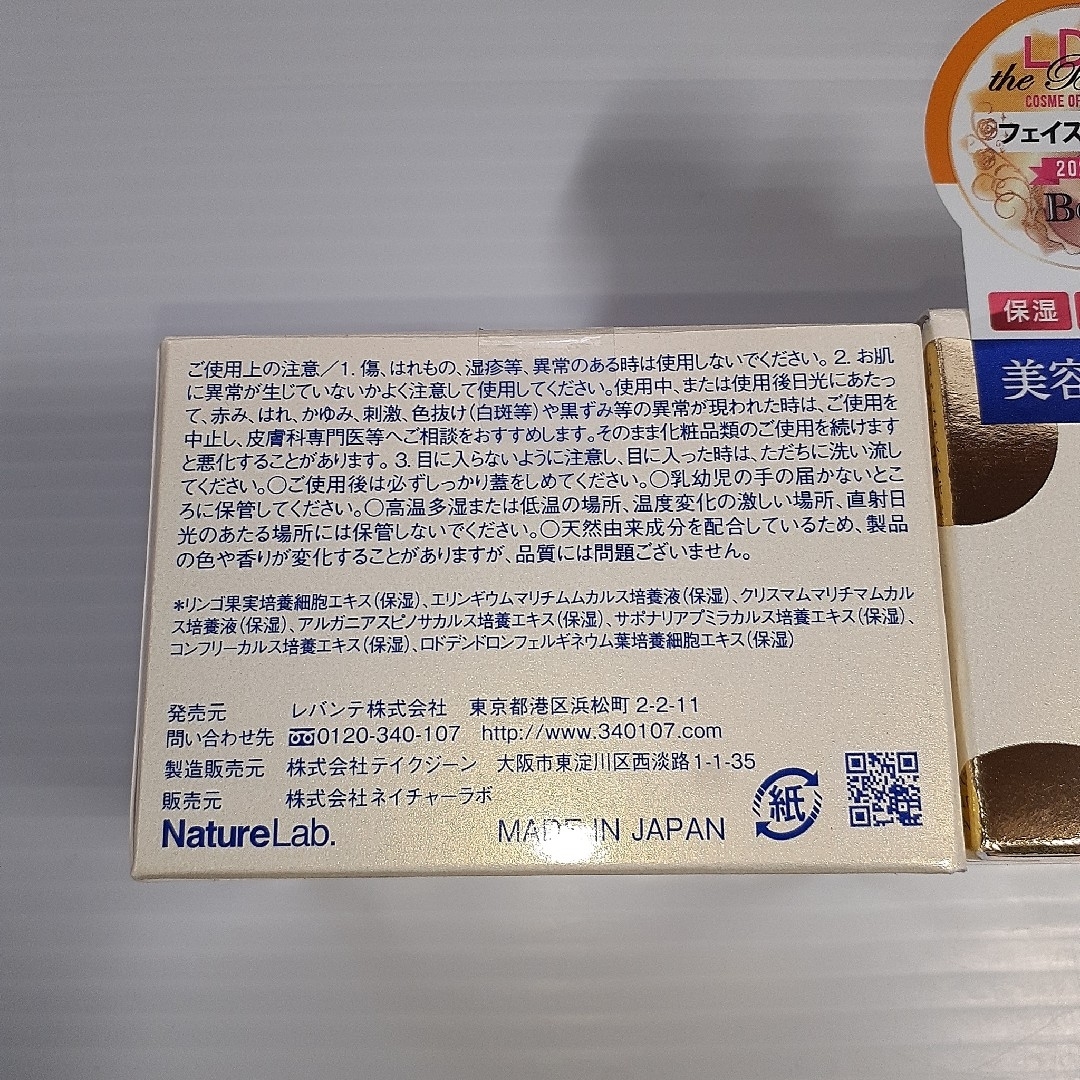 LD
the
COSME OF
フェイス
202
Be
保湿
美容
ご使用上の注意/1. 傷、はれもの、湿疹等、異常のある時は使用しないでください。2. お肌
に異常が生じていないかよく注意して使用してください。使用中、または使用後日光にあたっ
て、赤み、はれ、かゆみ、刺激、色抜け(白斑等)や黒ずみ等の異常が現われた時は、ご使用を
中止し、皮膚科専門医等へご相談をおすすめします。そのまま化粧品類のご使用を続けます
と悪化することがあります。3. 目に入らないように注意し、目に入った時は、ただちに洗い流し
てください。○ご使用後は必ずしっかり蓋をしめてください。○乳幼児の手の届かないとこ
ろに保管してください。○高温多湿または低温の場所、温度変化の激しい場所、直射日
光のあたる場所には保管しないでください。○天然由来成分を配合しているため、製品
の色や香りが変化することがありますが、品質には問題ございません。
*リンゴ果実培養細胞エキス(保湿)、エリンギウムマリチムムカルス培養液(保湿)、クリスマムマリチマムカル
ス培養液(保湿)、アルガニアスピノサカルス培養エキス(保湿)、サポナリアプミラカルス培養エキス(保湿)、
コンフリーカルス培養エキス(保湿)、ロドデンドロンフェルギネウム葉培養細胞エキス(保湿)
発売元 レバンテ株式会社 東京都港区浜松町 2-2-11
問い合わせ先 0120-340-107 http://www.340107.com
製造販売元 株式会社テイクジーン 大阪市東淀川区西淡路1-1-35
販売元 株式会社ネイチャーラボ
NatureLab. MADE IN JAPAN
紙